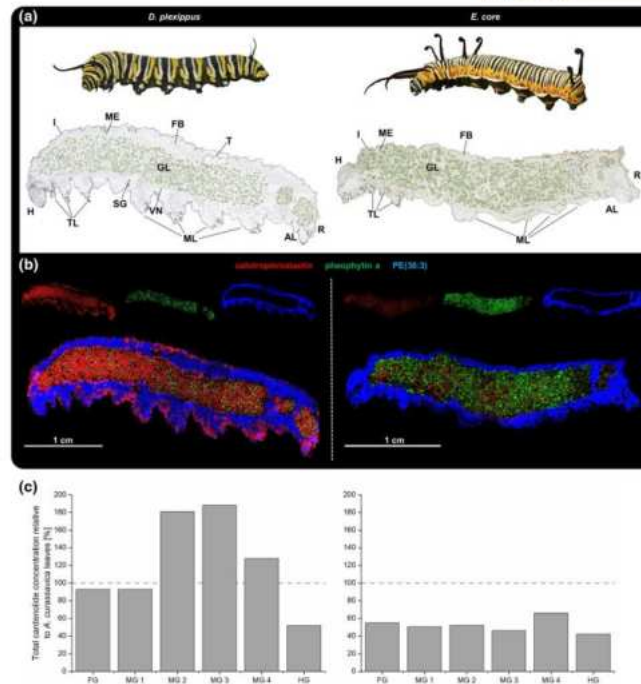 (a) D. plexippus E. core
I ME FB T GL H TL SG VN ML AL R
I ME FB GL H TL ML AL R
(b) calotropin/calactin pheophytin a PE(36:3)
1 cm 1 cm
(c)
Total cardenolide concentration relative
to A. curassavica leaves [%]
200
180
160
140
120
100
80
60
40
20
0
FG MG 1 MG 2 MG 3 MG 4 HG
200
180
160
140
120
100
80
60
40
20
0
FG MG 1 MG 2 MG 3 MG 4 HG